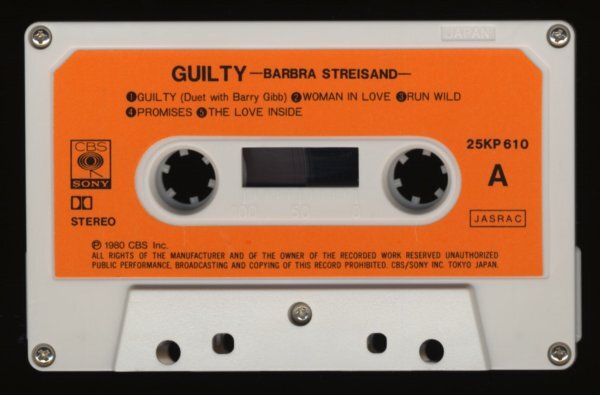 JAPAN
GUILTY—BARBRA STREISAND—
❶GUILTY (Duet with Barry Gibb) ❷WOMAN IN LOVE ❸RUN WILD
❹PROMISES ❺THE LOVE INSIDE
CBS
SONY
25KP 610
A
STEREO
JASRAC
100 50 0
Ⓟ 1980 CBS Inc.
ALL RIGHTS OF THE MANUFACTURER AND OF THE OWNER OF THE RECORDED WORK RESERVED UNAUTHORIZED
PUBLIC PERFORMANCE, BROADCASTING AND COPYING OF THIS RECORD PROHIBITED. CBS/SONY INC. TOKYO JAPAN.